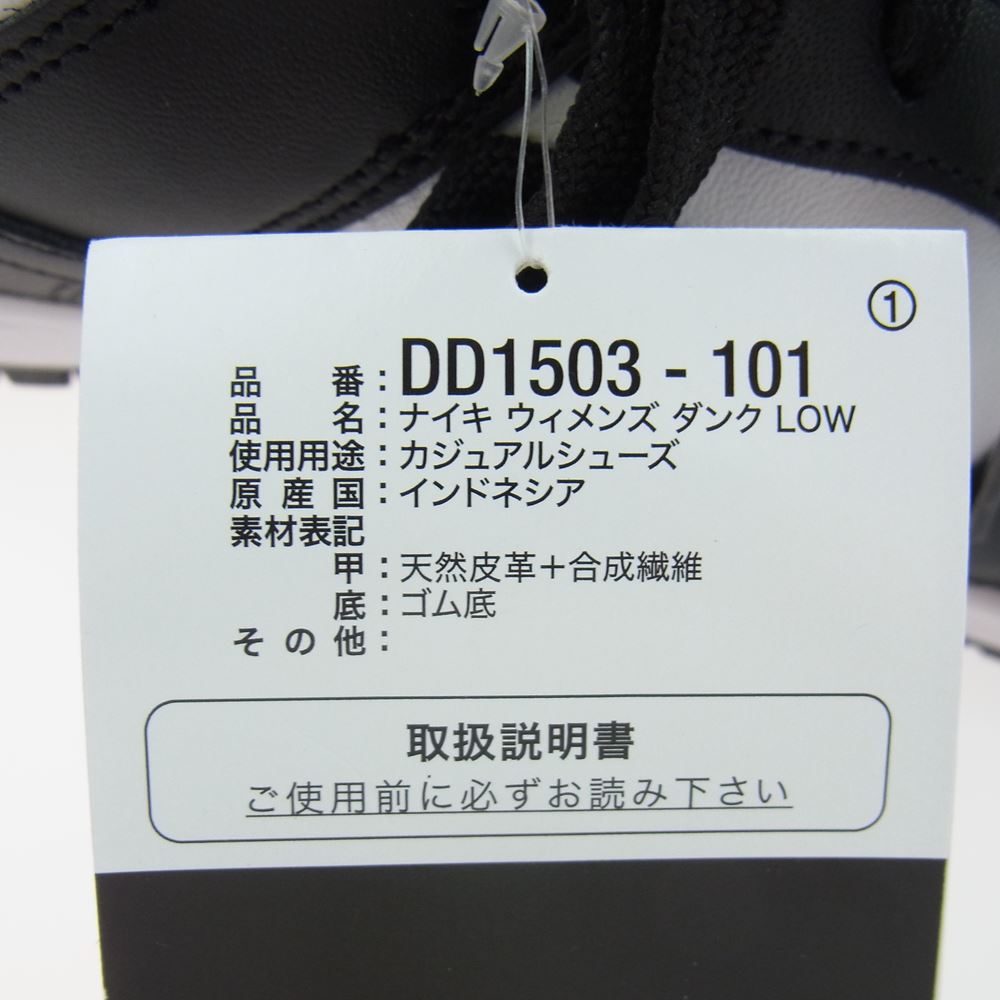 ①
品番：DD1503 - 101
品名：ナイキ ウィメンズ ダンク LOW
使用用途：カジュアルシューズ
原産国：インドネシア
素材表記
甲：天然皮革＋合成繊維
底：ゴム底
その他：
取扱説明書
ご使用前に必ずお読み下さい